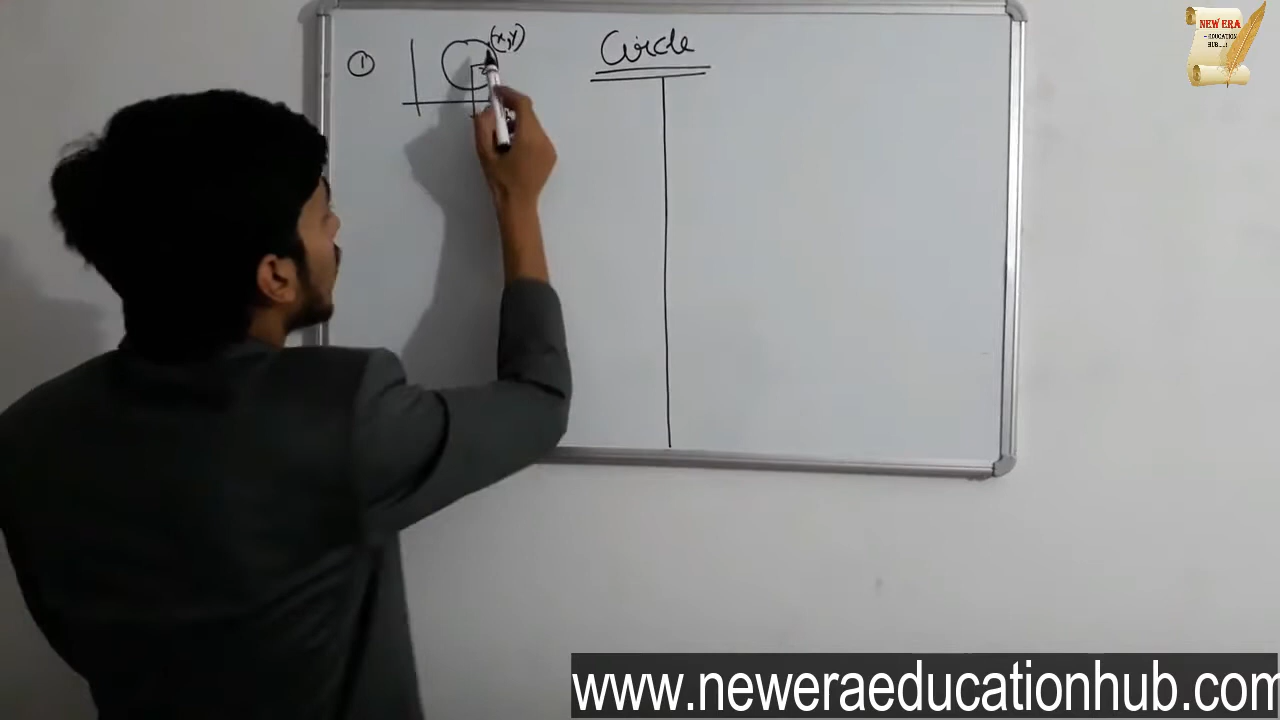 ①
(x,y)
Circle
NEW ERA
- EDUCATION
HUB....!
www.neweraeducationhub.com